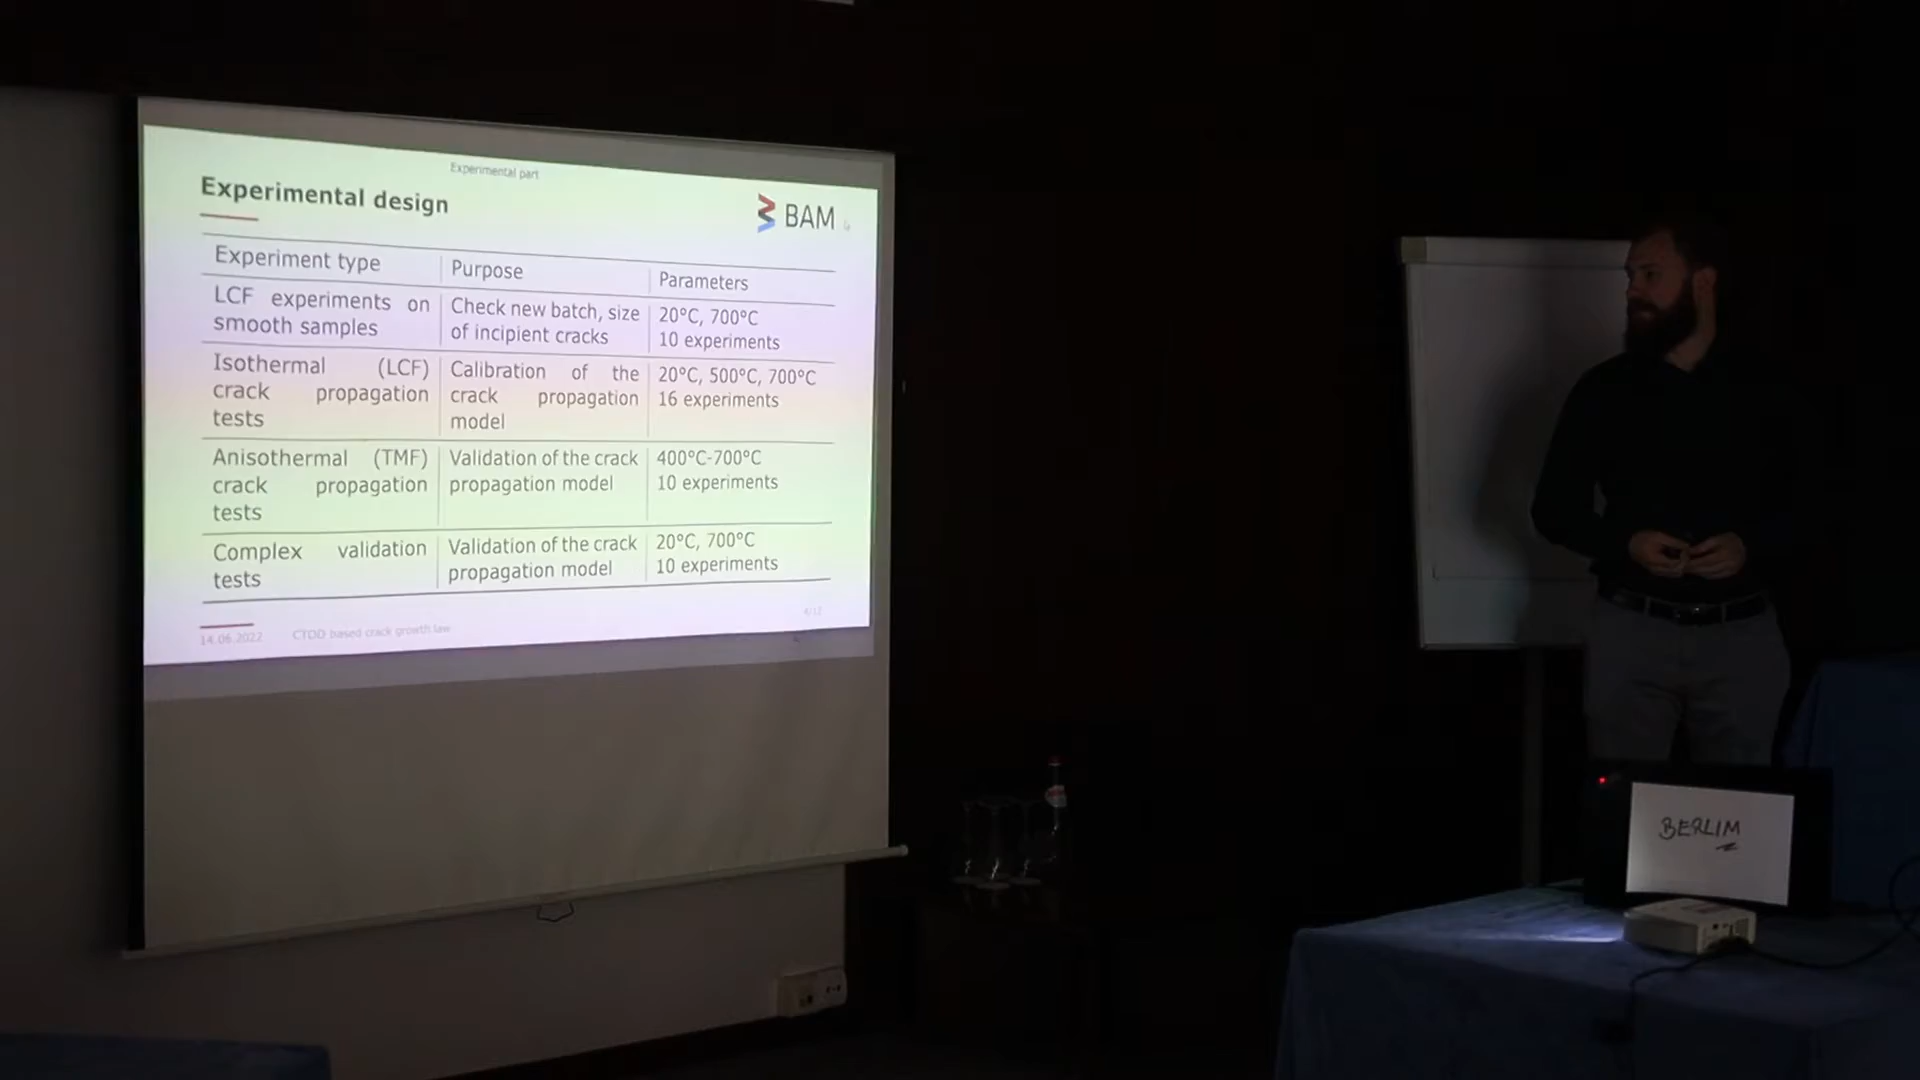 Experimental part
Experimental design
BAM
Experiment type
Purpose
Parameters
LCF experiments on
smooth samples
Check new batch, size
of incipient cracks
20°C, 700°C
10 experiments
Isothermal (LCF)
crack propagation
tests
Calibration of the
crack propagation
model
20°C, 500°C, 700°C
16 experiments
Anisothermal (TMF)
crack propagation
tests
Validation of the crack
propagation model
400°C-700°C
10 experiments
Complex validation
tests
Validation of the crack
propagation model
20°C, 700°C
10 experiments
14.06.2022
CTOD based crack growth law
4/12
BERLIM